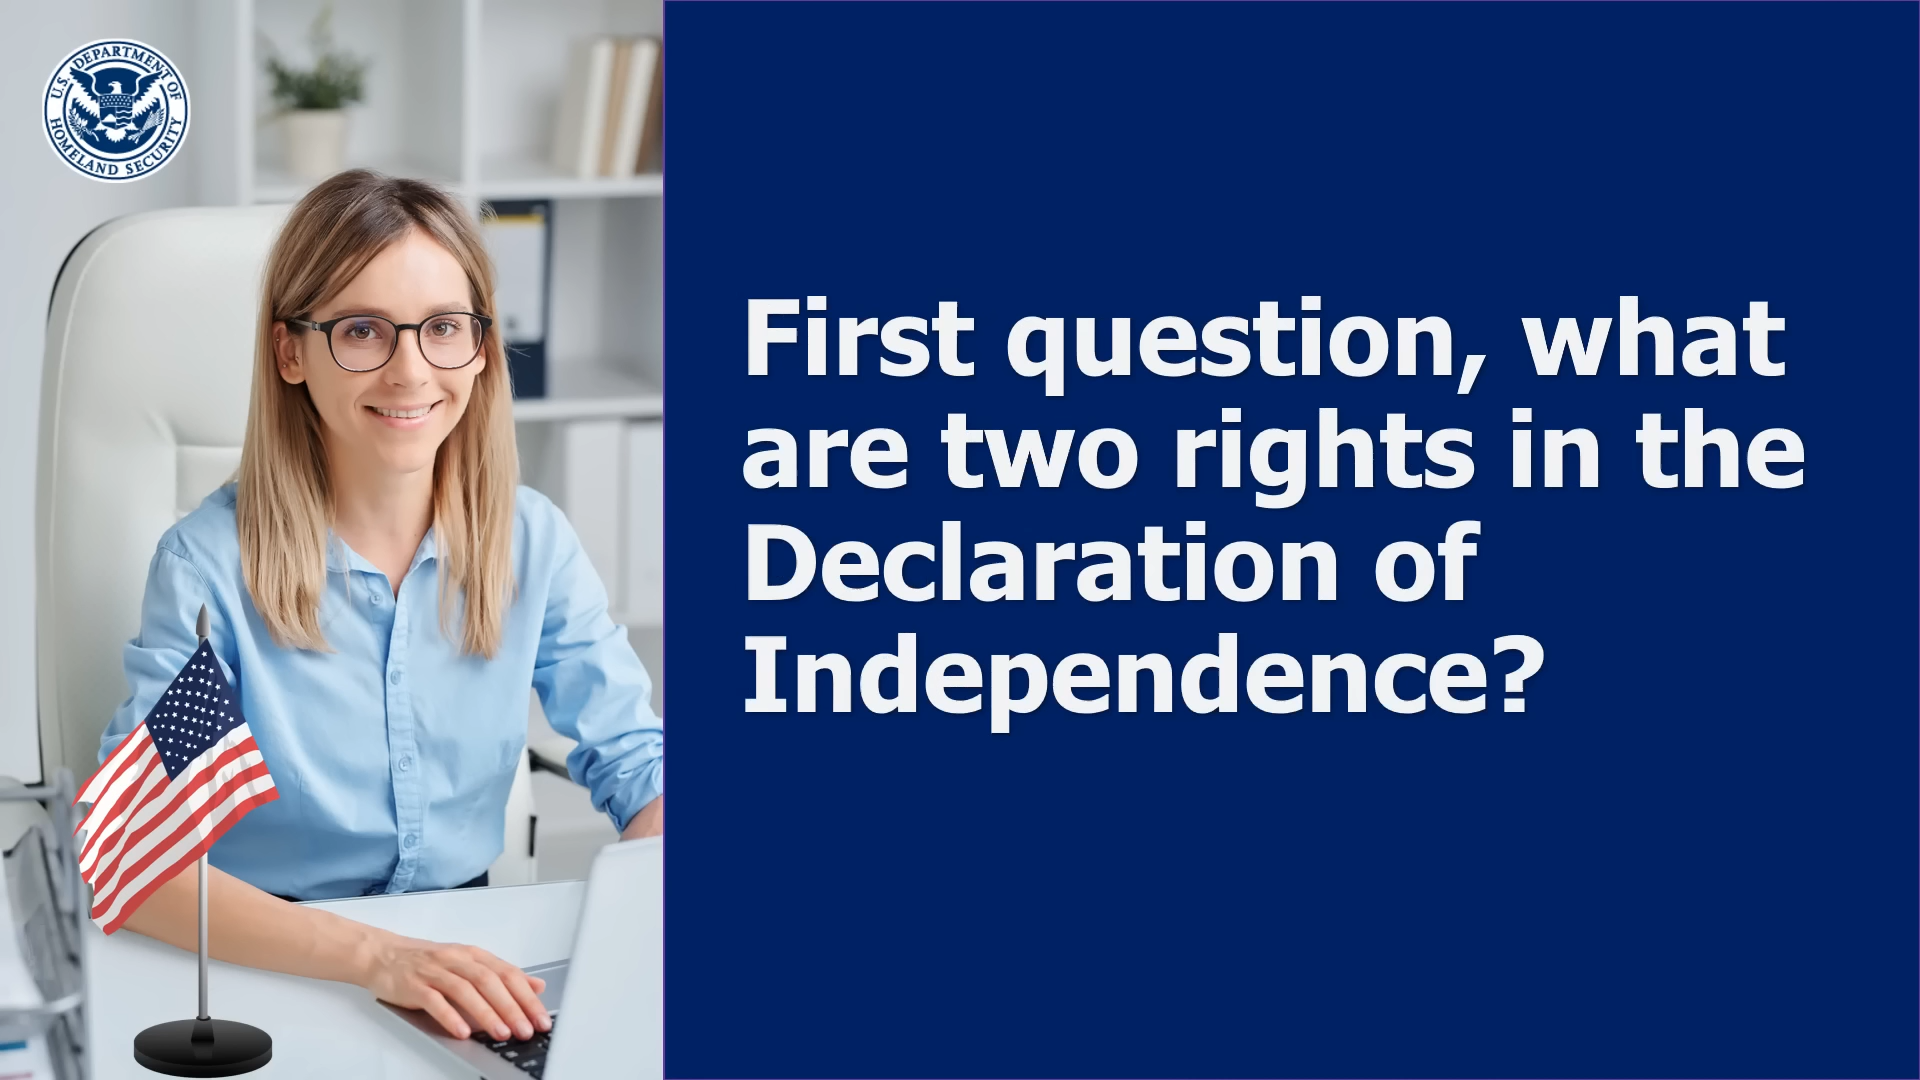 U.S. DEPARTMENT OF
HOMELAND SECURITY
First question, what
are two rights in the
Declaration of
Independence?